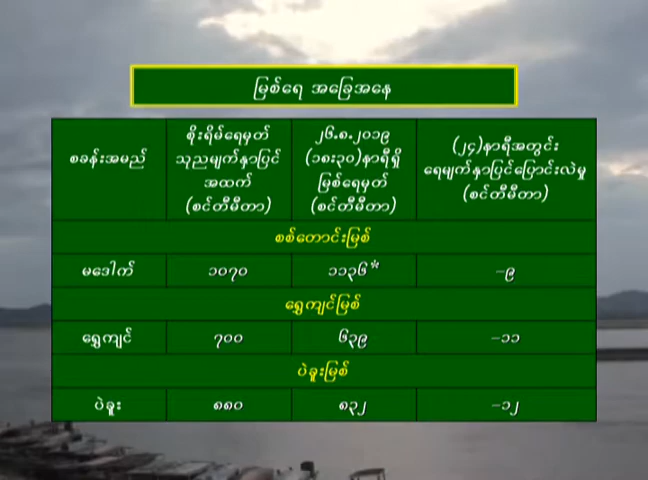 မြစ်ရေ အခြေအနေ
စခန်းအမည်
စိုးရိမ်ရေမှတ်
သုညမျက်နှာပြင်
အထက်
(စင်တီမီတာ)
၂၆.၈.၂၀၁၉
(၁၈း၃၀)နာရီရှိ
မြစ်ရေမှတ်
(စင်တီမီတာ)
(၂၄)နာရီအတွင်း
ရေမျက်နှာပြင်ပြောင်းလဲမှု
(စင်တီမီတာ)
စစ်တောင်းမြစ်
မဒေါက် ၁၀၇၀ ၁၁၃၆* -၉
ရွှေကျင်မြစ်
ရွှေကျင် ၇၀၀ ၆၃၉ -၁၁
ပဲခူးမြစ်
ပဲခူး ၈၈၀ ၈၃၂ -၁၂